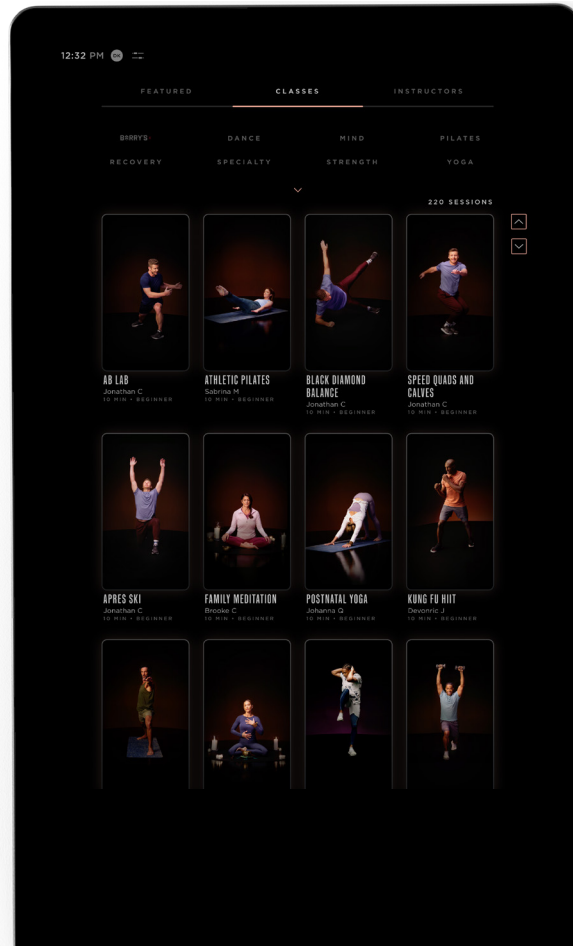 12:32 PM DK
FEATURED CLASSES INSTRUCTORS
BARRY'S DANCE MIND PILATES
RECOVERY SPECIALTY STRENGTH YOGA
220 SESSIONS
AB LAB
Jonathan C
10 MIN • BEGINNER
ATHLETIC PILATES
Sabrina M
10 MIN • BEGINNER
BLACK DIAMOND
BALANCE
Jonathan C
10 MIN • BEGINNER
SPEED QUADS AND
CALVES
Jonathan C
10 MIN • BEGINNER
APRES SKI
Jonathan C
10 MIN • BEGINNER
FAMILY MEDITATION
Brooke C
10 MIN • BEGINNER
POSTNATAL YOGA
Johanna Q
10 MIN • BEGINNER
KUNG FU HIIT
Devonric J
10 MIN • BEGINNER